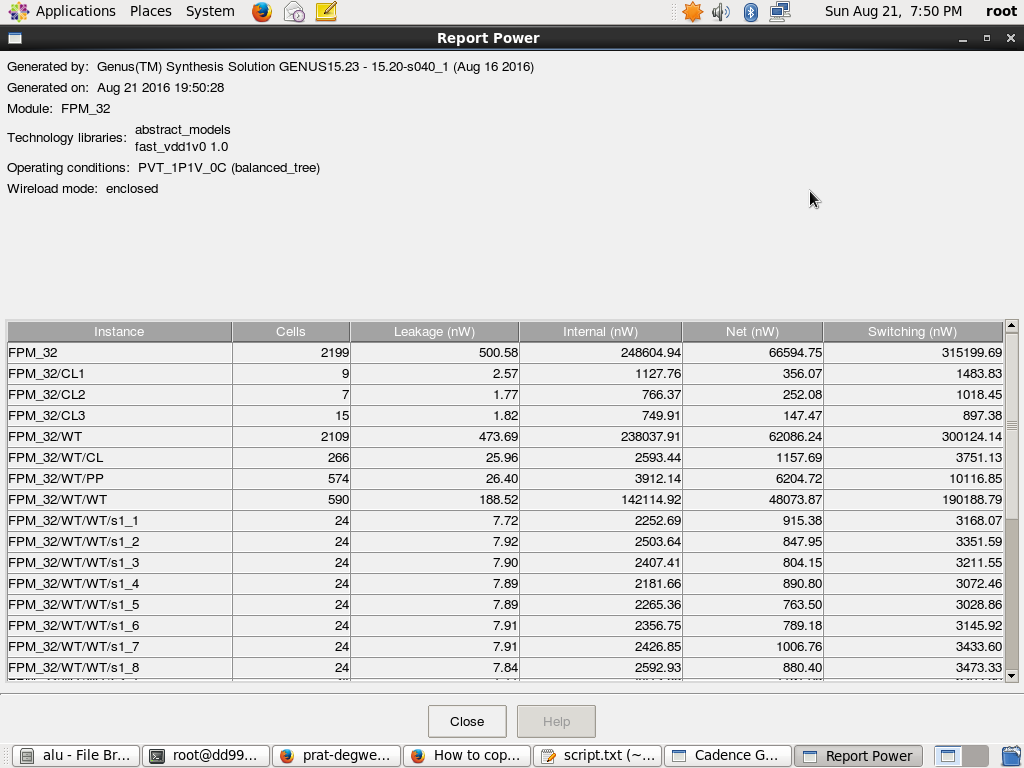 Applications Places System Sun Aug 21, 7:50 PM root
Report Power
Generated by: Genus(TM) Synthesis Solution GENUS15.23 - 15.20-s040_1 (Aug 16 2016)
Generated on: Aug 21 2016 19:50:28
Module: FPM_32
Technology libraries: abstract_models
fast_vdd1v0 1.0
Operating conditions: PVT_1P1V_0C (balanced_tree)
Wireload mode: enclosed
Instance Cells Leakage (nW) Internal (nW) Net (nW) Switching (nW)
FPM_32 2199 500.58 248604.94 66594.75 315199.69
FPM_32/CL1 9 2.57 1127.76 356.07 1483.83
FPM_32/CL2 7 1.77 766.37 252.08 1018.45
FPM_32/CL3 15 1.82 749.91 147.47 897.38
FPM_32/WT 2109 473.69 238037.91 62086.24 300124.14
FPM_32/WT/CL 266 25.96 2593.44 1157.69 3751.13
FPM_32/WT/PP 574 26.40 3912.14 6204.72 10116.85
FPM_32/WT/WT 590 188.52 142114.92 48073.87 190188.79
FPM_32/WT/WT/s1_1 24 7.72 2252.69 915.38 3168.07
FPM_32/WT/WT/s1_2 24 7.92 2503.64 847.95 3351.59
FPM_32/WT/WT/s1_3 24 7.90 2407.41 804.15 3211.55
FPM_32/WT/WT/s1_4 24 7.89 2181.66 890.80 3072.46
FPM_32/WT/WT/s1_5 24 7.89 2265.36 763.50 3028.86
FPM_32/WT/WT/s1_6 24 7.91 2356.75 789.18 3145.92
FPM_32/WT/WT/s1_7 24 7.91 2426.85 1006.76 3433.60
FPM_32/WT/WT/s1_8 24 7.84 2592.93 880.40 3473.33
Close Help
alu - File Br... root@dd99... prat-degwe... How to cop... script.txt (~... Cadence G... Report Power